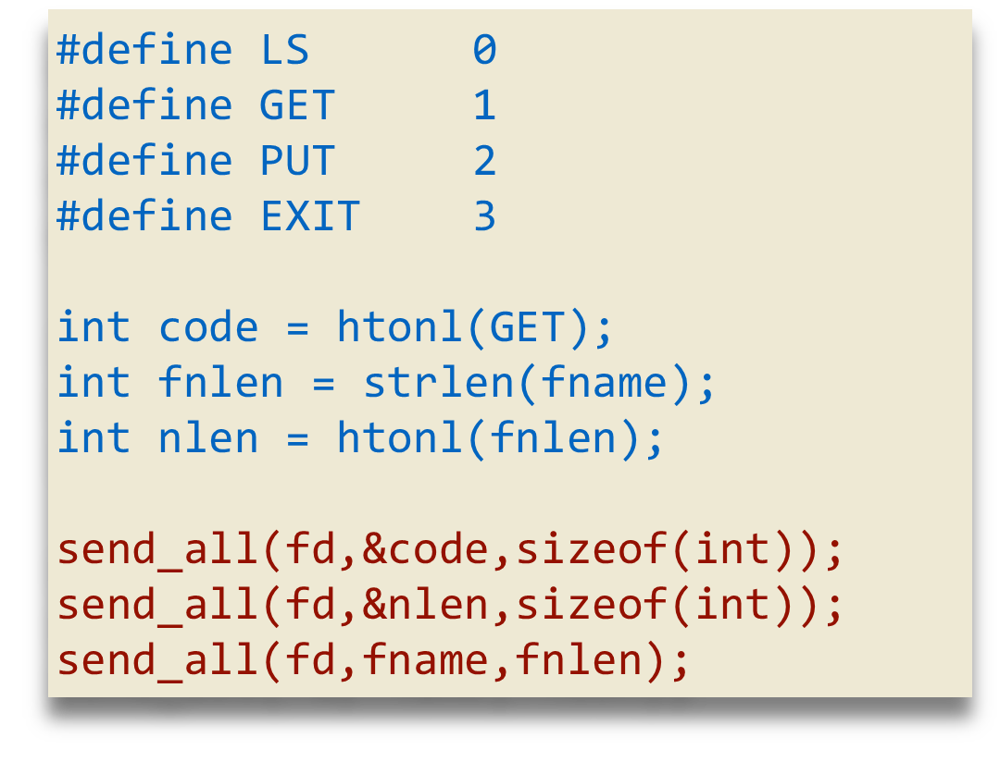 #define LS 0
#define GET 1
#define PUT 2
#define EXIT 3
int code = htonl(GET);
int fnlen = strlen(fname);
int nlen = htonl(fnlen);
send_all(fd,&code,sizeof(int));
send_all(fd,&nlen,sizeof(int));
send_all(fd,fname,fnlen);